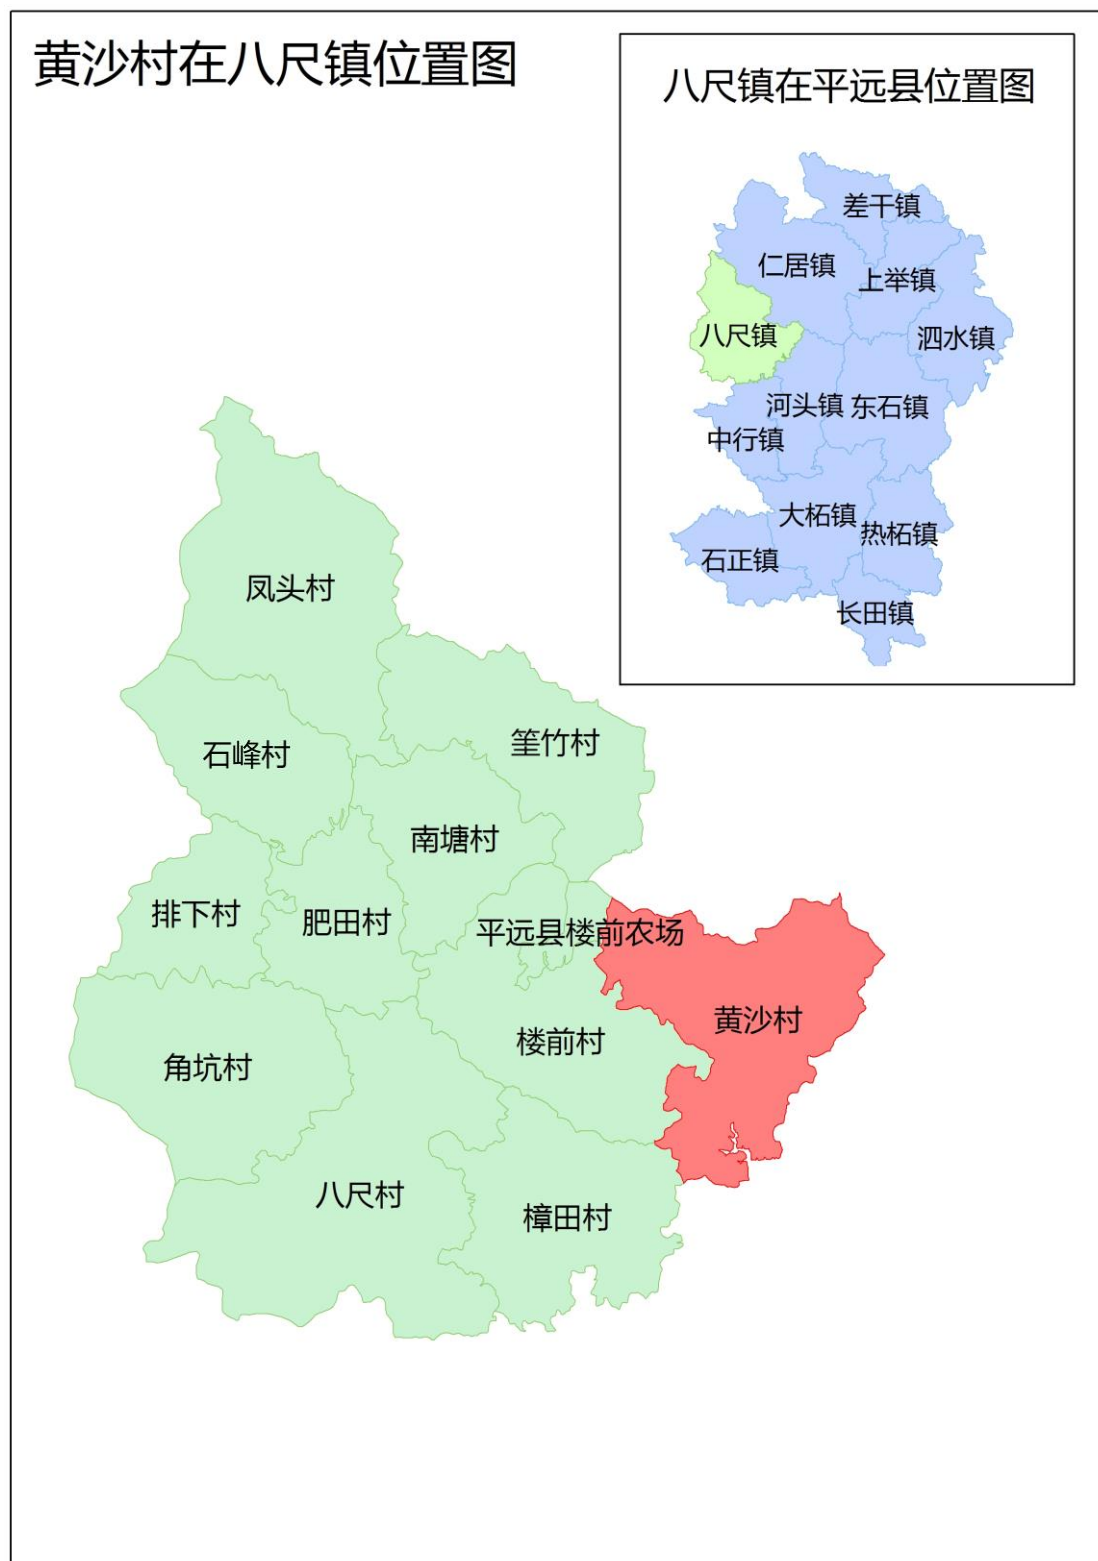 黄沙村在八尺镇位置图
八尺镇在平远县位置图
差干镇
仁居镇
上举镇
八尺镇
泗水镇
河头镇
东石镇
中行镇
大柘镇
热柘镇
石正镇
长田镇
凤头村
石峰村
筀竹村
南塘村
排下村
肥田村
平远县楼前农场
黄沙村
楼前村
角坑村
八尺村
樟田村